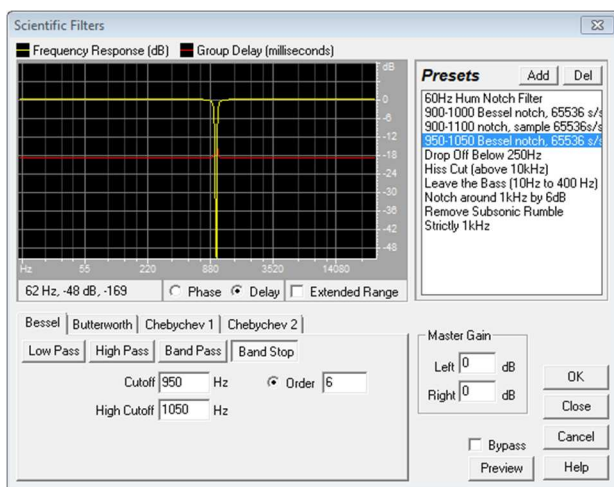 Scientific Filters
Frequency Response (dB) Group Delay (milliseconds)
dB
0
-6
-12
-18
-24
-30
-36
-42
-48
Hz 55 220 880 3520 14080
62 Hz, -48 dB, -169 Phase Delay Extended Range
Presets Add Del
60Hz Hum Notch Filter
900-1000 Bessel notch, 65536 s/s
900-1100 notch, sample 65536s/s
950-1050 Bessel notch, 65536 s/s
Drop Off Below 250Hz
Hiss Cut (above 10kHz)
Leave the Bass (10Hz to 400 Hz)
Notch around 1kHz by 6dB
Remove Subsonic Rumble
Strictly 1kHz
Bessel Butterworth Chebychev 1 Chebychev 2
Low Pass High Pass Band Pass Band Stop
Cutoff 950 Hz Order 6
High Cutoff 1050 Hz
Master Gain
Left 0 dB
Right 0 dB
Bypass
Preview
OK
Close
Cancel
Help